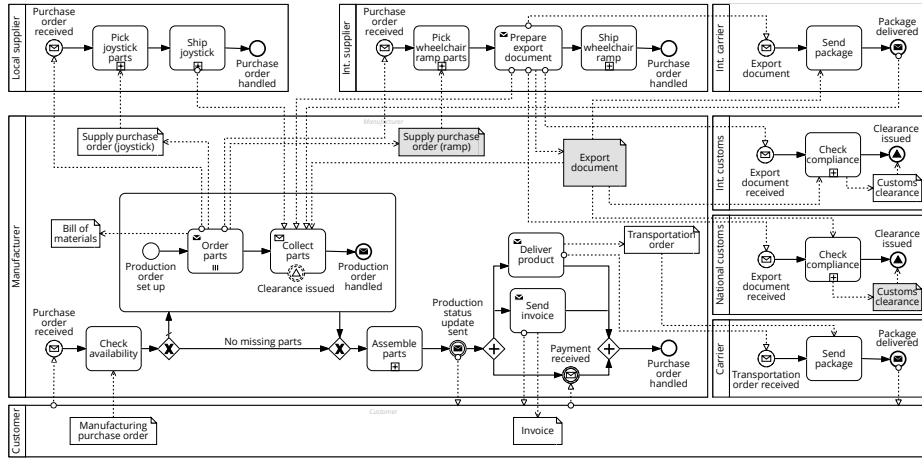 Local supplier
Purchase
order
received
Pick
joystick
parts
Ship
joystick
Purchase
order handled
Int. supplier
Purchase
order
received
Pick
wheelchair
ramp parts
Prepare
export
document
Ship
wheelchair
ramp
Purchase
order
handled
Int. carrier
Export
document
Send
package
Package
delivered
Supply purchase
order (joystick)
Manufacturer
Supply purchase
order (ramp)
Export
document
Int. customs
Export
document
received
Check
compliance
Clearance
issued
Customs
clearance
Manufacturer
Bill of
materials
Production
order
set up
Order
parts
Collect
parts
Clearance issued
Production
order
handled
Deliver
product
Transportation
order
National customs
Export
document
received
Check
compliance
Clearance
issued
Customs
clearance
Purchase
order
received
Check
availability
No missing parts
Assemble
parts
Production
status
update
sent
Send
invoice
Payment
received
Purchase
order
handled
Carrier
Transportation
order received
Send
package
Package
delivered
Customer
Customer
Manufacturing
purchase order
Invoice